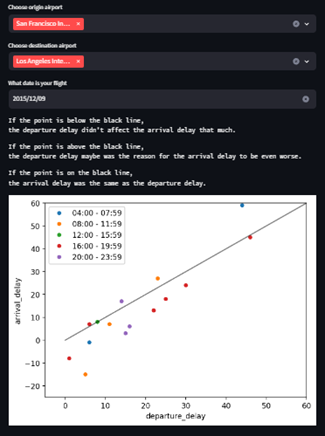 Choose origin airport
San Francisco In... ×
Choose destination airport
Los Angeles Inte... ×
What date is your flight
2015/12/09
If the point is below the black line,
the departure delay didn't affect the arrival delay that much.
If the point is above the black line,
the departure delay maybe was the reason for the arrival delay to be even worse.
If the point is on the black line,
the arrival delay was the same as the departure delay.
04:00 - 07:59
08:00 - 11:59
12:00 - 15:59
16:00 - 19:59
20:00 - 23:59
60
50
40
30
20
10
0
−10
−20
arrival_delay
0 10 20 30 40 50 60
departure_delay